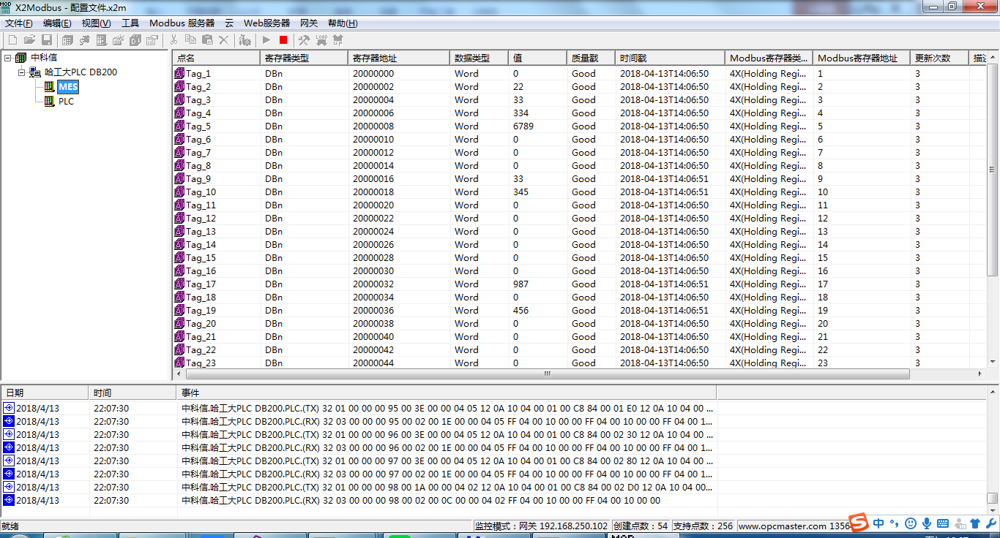 X2Modbus - 配置文件.x2m
文件(F) 编辑(E) 视图(V) 工具 Modbus 服务器 云 Web服务器 网关 帮助(H)
中科信
哈工大PLC DB200
MES
PLC
点名 寄存器类型 寄存器地址 数据类型 值 质量戳 时间戳 Modbus寄存器类... Modbus寄存器地址 更新次数
Tag_1 DBn 20000000 Word 0 Good 2018-04-13T14:06:50 4X(Holding Regi... 1 3
Tag_2 DBn 20000002 Word 22 Good 2018-04-13T14:06:50 4X(Holding Regi... 2 3
Tag_3 DBn 20000004 Word 33 Good 2018-04-13T14:06:50 4X(Holding Regi... 3 3
Tag_4 DBn 20000006 Word 334 Good 2018-04-13T14:06:50 4X(Holding Regi... 4 3
Tag_5 DBn 20000008 Word 6789 Good 2018-04-13T14:06:50 4X(Holding Regi... 5 3
Tag_6 DBn 20000010 Word 0 Good 2018-04-13T14:06:50 4X(Holding Regi... 6 3
Tag_7 DBn 20000012 Word 0 Good 2018-04-13T14:06:50 4X(Holding Regi... 7 3
Tag_8 DBn 20000014 Word 0 Good 2018-04-13T14:06:50 4X(Holding Regi... 8 3
Tag_9 DBn 20000016 Word 33 Good 2018-04-13T14:06:51 4X(Holding Regi... 9 3
Tag_10 DBn 20000018 Word 345 Good 2018-04-13T14:06:51 4X(Holding Regi... 10 3
Tag_11 DBn 20000020 Word 0 Good 2018-04-13T14:06:50 4X(Holding Regi... 11 3
Tag_12 DBn 20000022 Word 0 Good 2018-04-13T14:06:50 4X(Holding Regi... 12 3
Tag_13 DBn 20000024 Word 0 Good 2018-04-13T14:06:50 4X(Holding Regi... 13 3
Tag_14 DBn 20000026 Word 0 Good 2018-04-13T14:06:50 4X(Holding Regi... 14 3
Tag_15 DBn 20000028 Word 0 Good 2018-04-13T14:06:50 4X(Holding Regi... 15 3
Tag_16 DBn 20000030 Word 0 Good 2018-04-13T14:06:50 4X(Holding Regi... 16 3
Tag_17 DBn 20000032 Word 987 Good 2018-04-13T14:06:51 4X(Holding Regi... 17 3
Tag_18 DBn 20000034 Word 0 Good 2018-04-13T14:06:50 4X(Holding Regi... 18 3
Tag_19 DBn 20000036 Word 456 Good 2018-04-13T14:06:51 4X(Holding Regi... 19 3
Tag_20 DBn 20000038 Word 0 Good 2018-04-13T14:06:50 4X(Holding Regi... 20 3
Tag_21 DBn 20000040 Word 0 Good 2018-04-13T14:06:50 4X(Holding Regi... 21 3
Tag_22 DBn 20000042 Word 0 Good 2018-04-13T14:06:50 4X(Holding Regi... 22 3
Tag_23 DBn 20000044 Word 0 Good 2018-04-13T14:06:50 4X(Holding Regi... 23 3
日期 时间 事件
2018/4/13 22:07:30 中科信.哈工大PLC DB200.PLC.(TX) 32 01 00 00 00 95 00 3E 00 00 04 05 12 0A 10 04 00 01 00 C8 84 00 01 E0 12 0A 10 04 00 ...
2018/4/13 22:07:30 中科信.哈工大PLC DB200.PLC.(RX) 32 03 00 00 00 95 00 02 00 1E 00 00 04 05 FF 04 00 10 00 00 FF 04 00 10 00 00 FF 04 00 1...
2018/4/13 22:07:30 中科信.哈工大PLC DB200.PLC.(TX) 32 01 00 00 00 96 00 3E 00 00 04 05 12 0A 10 04 00 01 00 C8 84 00 02 30 12 0A 10 04 00 ...
2018/4/13 22:07:30 中科信.哈工大PLC DB200.PLC.(RX) 32 03 00 00 00 96 00 02 00 1E 00 00 04 05 FF 04 00 10 00 00 FF 04 00 10 00 00 FF 04 00 1...
2018/4/13 22:07:30 中科信.哈工大PLC DB200.PLC.(TX) 32 01 00 00 00 97 00 3E 00 00 04 05 12 0A 10 04 00 01 00 C8 84 00 02 80 12 0A 10 04 00 ...
2018/4/13 22:07:30 中科信.哈工大PLC DB200.PLC.(RX) 32 03 00 00 00 97 00 02 00 1E 00 00 04 05 FF 04 00 10 00 00 FF 04 00 10 00 00 FF 04 00 1...
2018/4/13 22:07:30 中科信.哈工大PLC DB200.PLC.(TX) 32 01 00 00 00 98 00 1A 00 00 04 02 12 0A 10 04 00 01 00 C8 84 00 02 D0 12 0A 10 04 00...
2018/4/13 22:07:30 中科信.哈工大PLC DB200.PLC.(RX) 32 03 00 00 00 98 00 02 00 0C 00 00 04 02 FF 04 00 10 00 00 FF 04 00 10 00 00
就绪 监控模式：网关 192.168.250.102 创建点数：54 支持点数：256 www.opcmaster.com 1356 中